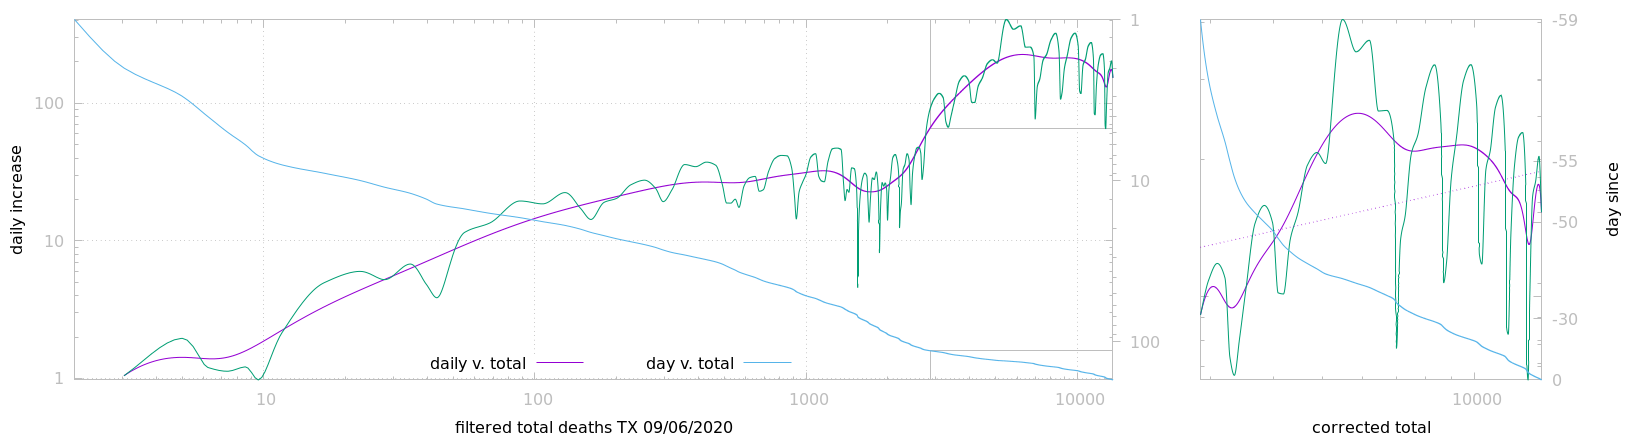 daily increase
100
10
1
10
100
1000
10000
1
10
100
daily v. total
day v. total
filtered total deaths TX 09/06/2020
-59
-55
-50
-30
0
day since
10000
corrected total